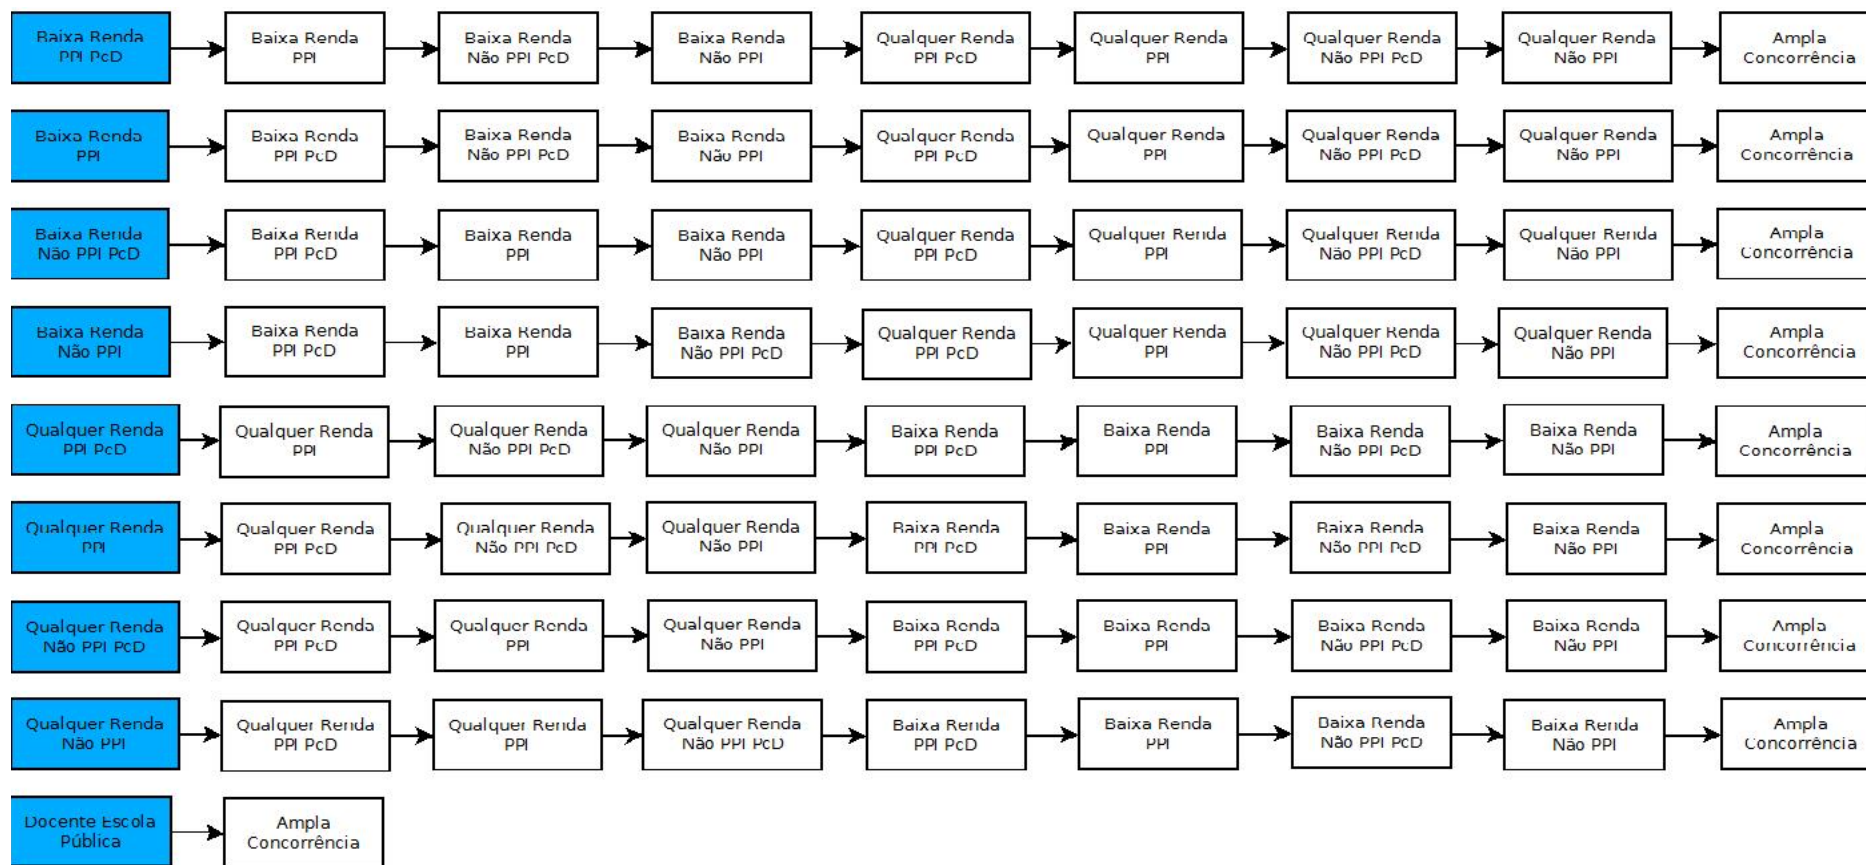 Baixa Renda
PPI PcD
Baixa Renda
PPI
Baixa Renda
Não PPI PcD
Baixa Renda
Não PPI
Qualquer Renda
PPI PcD
Qualquer Renda
PPI
Qualquer Renda
Não PPI PcD
Qualquer Renda
Não PPI
Ampla
Concorrência
Baixa Renda
PPI
Baixa Renda
PPI PcD
Baixa Renda
Não PPI PcD
Baixa Renda
Não PPI
Qualquer Renda
PPI PcD
Qualquer Renda
PPI
Qualquer Renda
Não PPI PcD
Qualquer Renda
Não PPI
Ampla
Concorrência
Baixa Renda
Não PPI PcD
Baixa Renda
PPI PcD
Baixa Renda
PPI
Baixa Renda
Não PPI
Qualquer Renda
PPI PcD
Qualquer Renda
PPI
Qualquer Renda
Não PPI PcD
Qualquer Renda
Não PPI
Ampla
Concorrência
Baixa Renda
Não PPI
Baixa Renda
PPI PcD
Baixa Renda
PPI
Baixa Renda
Não PPI PcD
Qualquer Renda
PPI PcD
Qualquer Renda
PPI
Qualquer Renda
Não PPI PcD
Qualquer Renda
Não PPI
Ampla
Concorrência
Qualquer Renda
PPI PcD
Qualquer Renda
PPI
Qualquer Renda
Não PPI PcD
Qualquer Renda
Não PPI
Baixa Renda
PPI PcD
Baixa Renda
PPI
Baixa Renda
Não PPI PcD
Baixa Renda
Não PPI
Ampla
Concorrência
Qualquer Renda
PPI
Qualquer Renda
PPI PcD
Qualquer Renda
Não PPI PcD
Qualquer Renda
Não PPI
Baixa Renda
PPI PcD
Baixa Renda
PPI
Baixa Renda
Não PPI PcD
Baixa Renda
Não PPI
Ampla
Concorrência
Qualquer Renda
Não PPI PcD
Qualquer Renda
PPI PcD
Qualquer Renda
PPI
Qualquer Renda
Não PPI
Baixa Renda
PPI PcD
Baixa Renda
PPI
Baixa Renda
Não PPI PcD
Baixa Renda
Não PPI
Ampla
Concorrência
Qualquer Renda
Não PPI
Qualquer Renda
PPI PcD
Qualquer Renda
PPI
Qualquer Renda
Não PPI PcD
Baixa Renda
PPI PcD
Baixa Renda
PPI
Baixa Renda
Não PPI PcD
Baixa Renda
Não PPI
Ampla
Concorrência
Docente Escola
Pública
Ampla
Concorrência